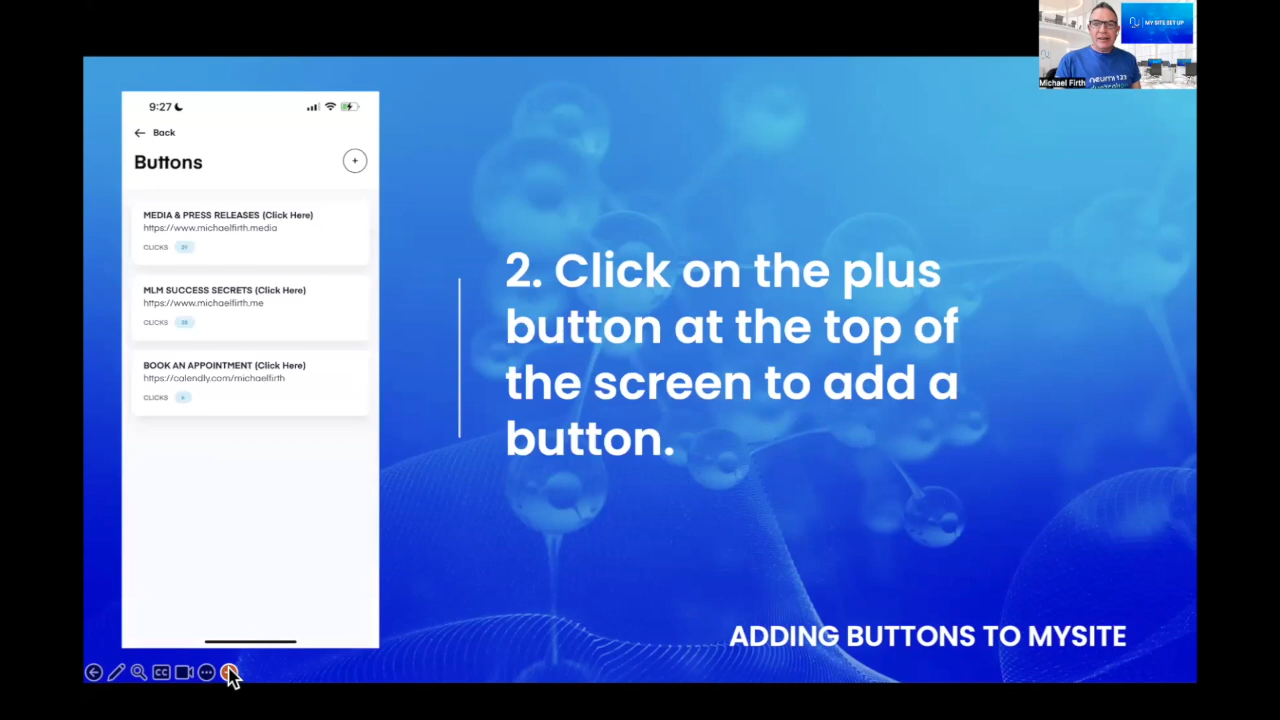 MY SITE SET UP
Michael Firth
9:27
Back
Buttons
MEDIA & PRESS RELEASES (Click Here)
https://www.michaelfirth.media
CLICKS
MLM SUCCESS SECRETS (Click Here)
https://www.michaelfirth.me
CLICKS
BOOK AN APPOINTMENT (Click Here)
https://calendly.com/michaelfirth
CLICKS
2. Click on the plus
button at the top of
the screen to add a
button.
ADDING BUTTONS TO MYSITE
CC